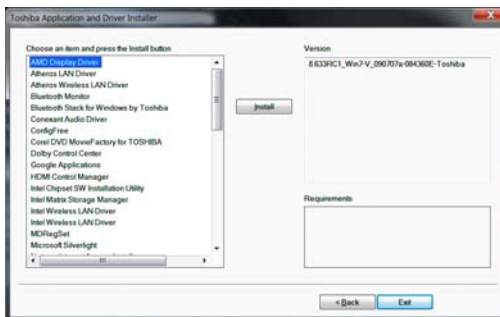 Toshiba Application and Driver Installer
Choose an item and press the Install button
AMD Display Driver
Atheros LAN Driver
Atheros Wireless LAN Driver
Bluetooth Monitor
Bluetooth Stack for Windows by Toshiba
Conexant Audio Driver
ConfigFree
Corel DVD MovieFactory for TOSHIBA
Dolby Control Center
Google Applications
HDMI Control Manager
Intel Chipset SW Installation Utility
Intel Matrix Storage Manager
Intel Wireless LAN Driver
Intel Wireless LAN Driver
MDRegSet
Microsoft Silverlight
Install
Version
8.633RC1_Win7-V_090707a-084360E-Toshiba
Requirements
< Back
Exit